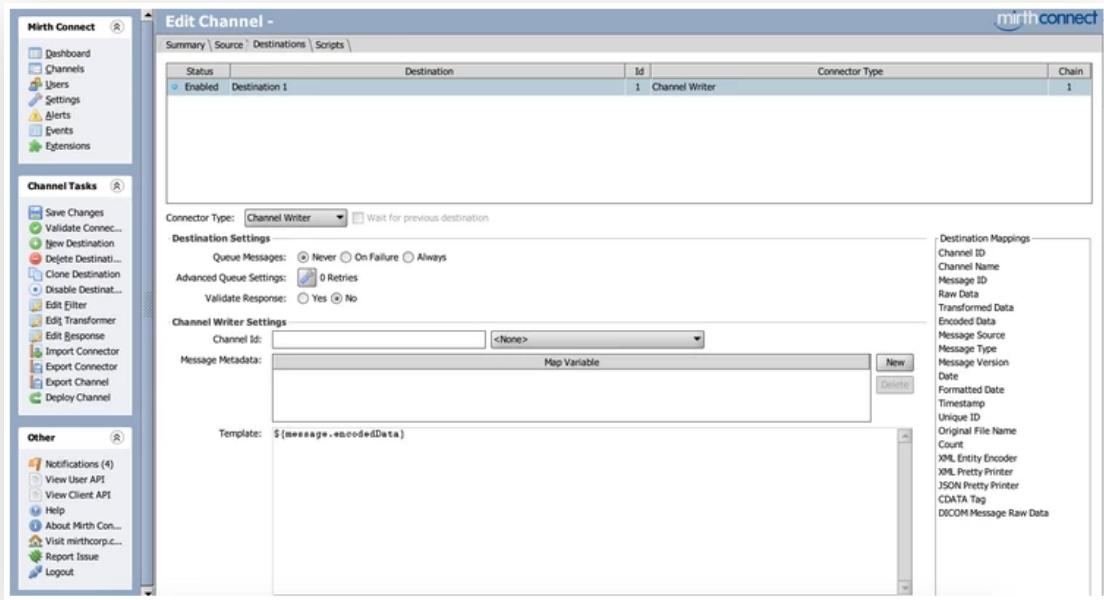 Mirth Connect
Dashboard
Channels
Users
Settings
Alerts
Events
Extensions
Channel Tasks
Save Changes
Validate Connec...
New Destination
Delete Destinati...
Clone Destination
Disable Destinat...
Edit Filter
Edit Transformer
Edit Response
Import Connector
Export Connector
Export Channel
Deploy Channel
Other
Notifications (4)
View User API
View Client API
Help
About Mirth Con...
Visit mirthcorp.c...
Report Issue
Logout
Edit Channel -
mirth connect
Summary Source Destinations Scripts
Status Destination Id Connector Type Chain
Enabled Destination 1 1 Channel Writer 1
Connector Type: Channel Writer Wait for previous destination
Destination Settings
Queue Messages: Never On Failure Always
Advanced Queue Settings: 0 Retries
Validate Response: Yes No
Channel Writer Settings
Channel Id: <None>
Message Metadata: Map Variable New
Delete
Template: ${message.encodedData}
Destination Mappings
Channel ID
Channel Name
Message ID
Raw Data
Transformed Data
Encoded Data
Message Source
Message Type
Message Version
Date
Formatted Date
Timestamp
Unique ID
Original File Name
Count
XML Entity Encoder
XML Pretty Printer
JSON Pretty Printer
CDATA Tag
DICOM Message Raw Data